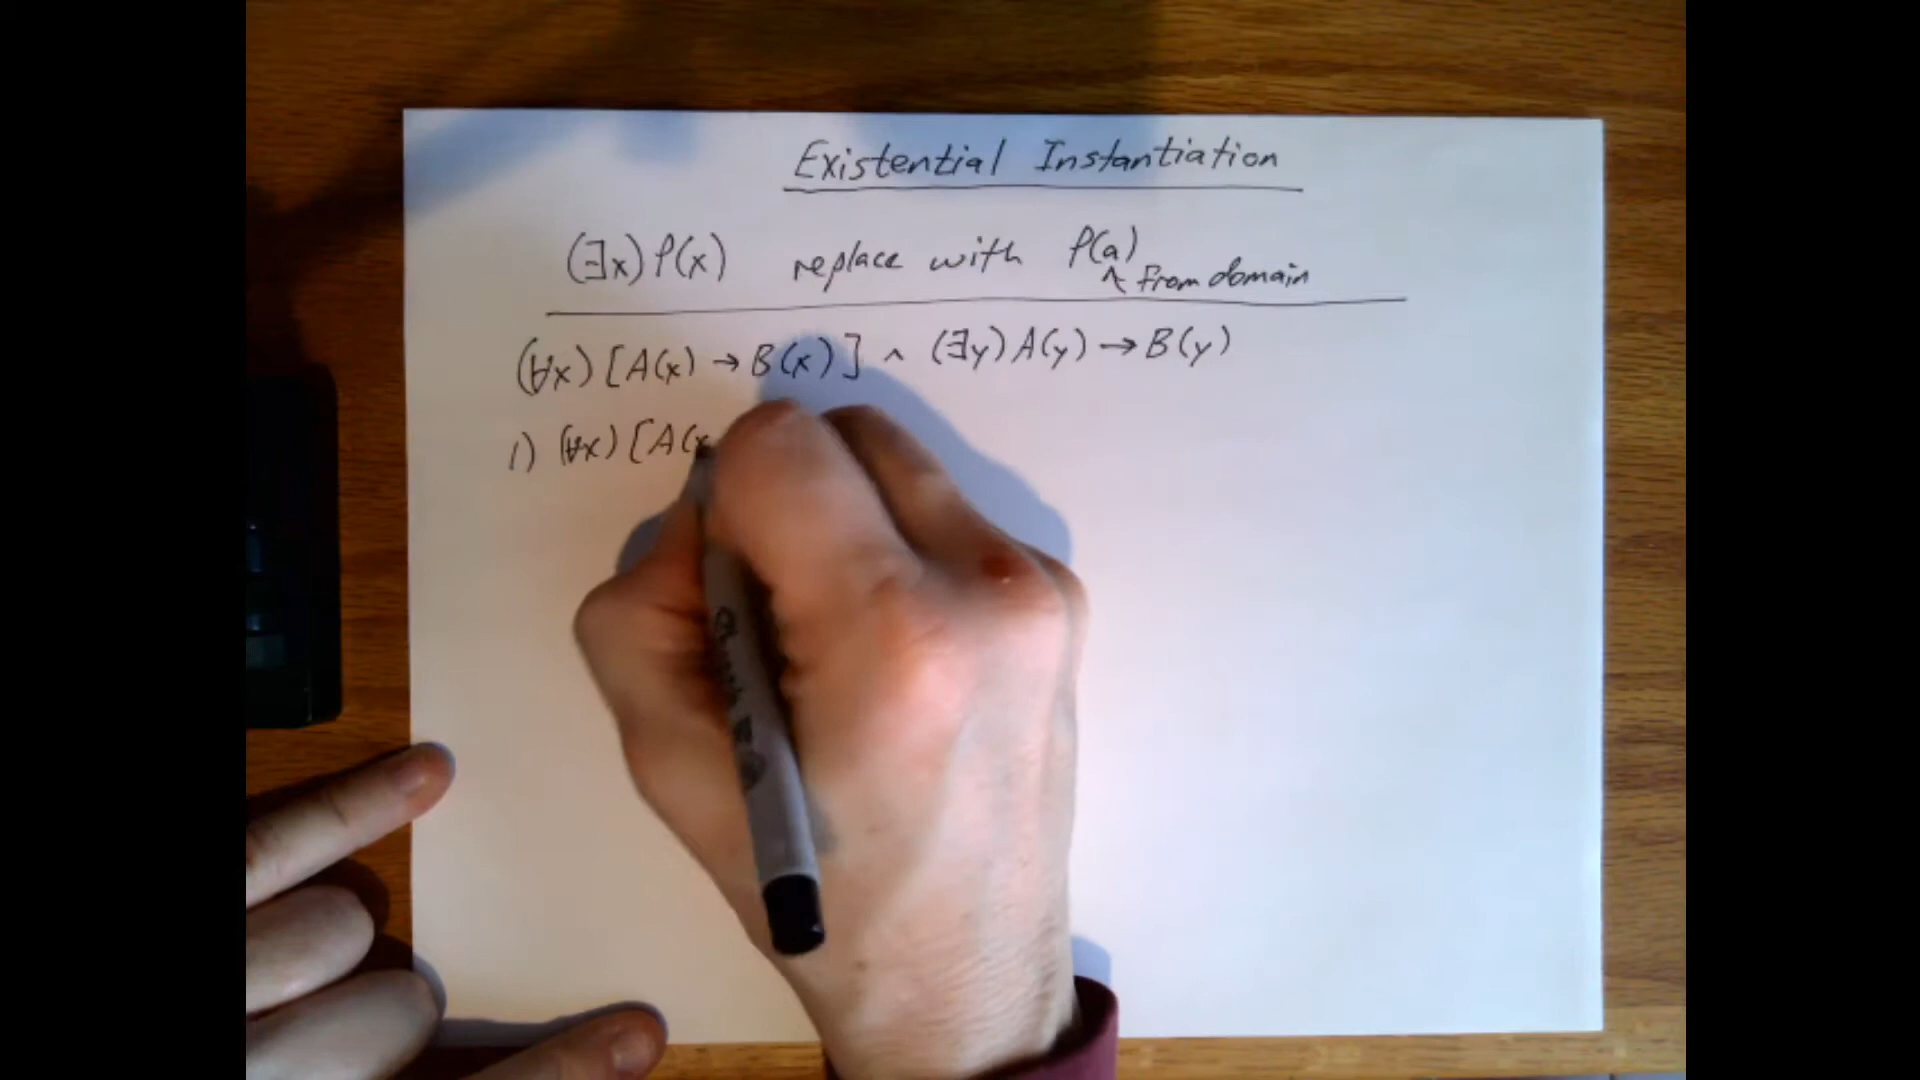 Existential Instantiation
(∃x)P(x) replace with P(a)
^ from domain
(∀x)[A(x) → B(x)] ^ (∃y)A(y) → B(y)
1) (∀x)[A(x